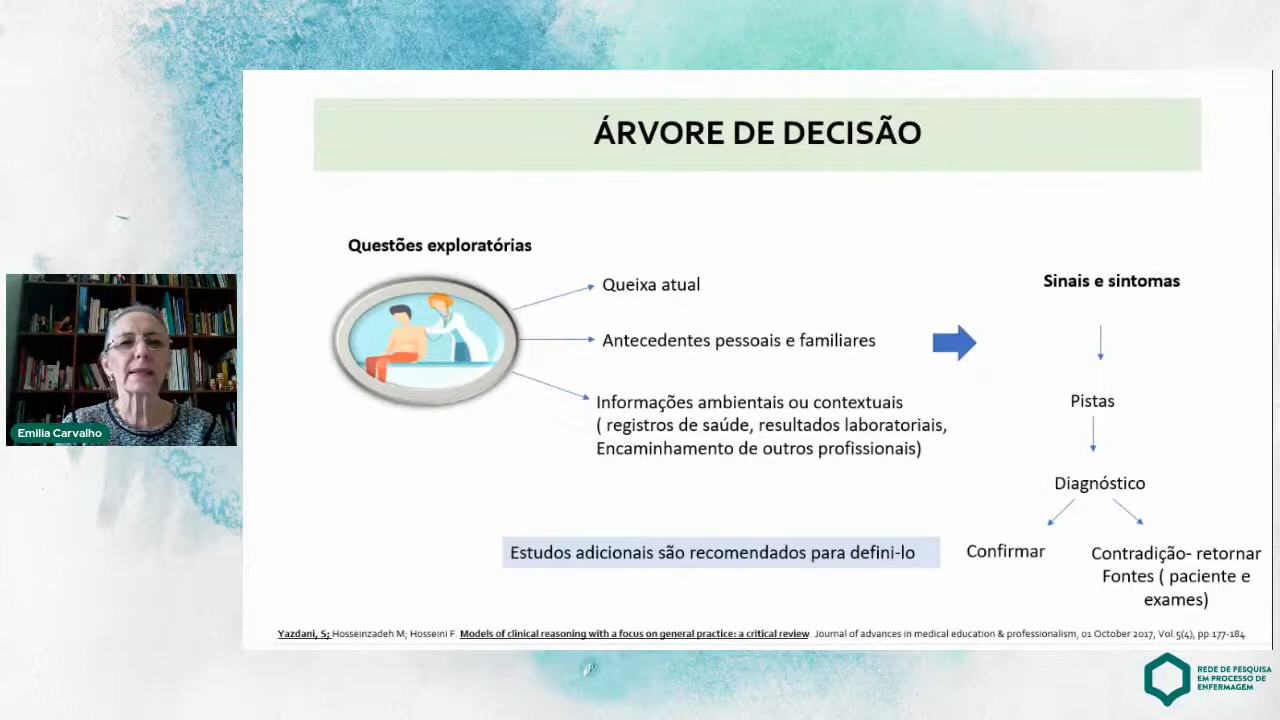 ÁRVORE DE DECISÃO
Questões exploratórias
Queixa atual
Antecedentes pessoais e familiares
Informações ambientais ou contextuais
( registros de saúde, resultados laboratoriais,
Encaminhamento de outros profissionais)
Sinais e sintomas
Pistas
Diagnóstico
Confirmar
Contradição- retornar
Fontes ( paciente e
exames)
Estudos adicionais são recomendados para defini-lo
Yazdani, S; Hosseinzadeh M; Hosseini F. Models of clinical reasoning with a focus on general practice: a critical review. Journal of advances in medical education & professionalism, 01 October 2017, Vol.5(4), pp.177-184
Emilia Carvalho
REDE DE PESQUISA
EM PROCESSO DE
ENFERMAGEM